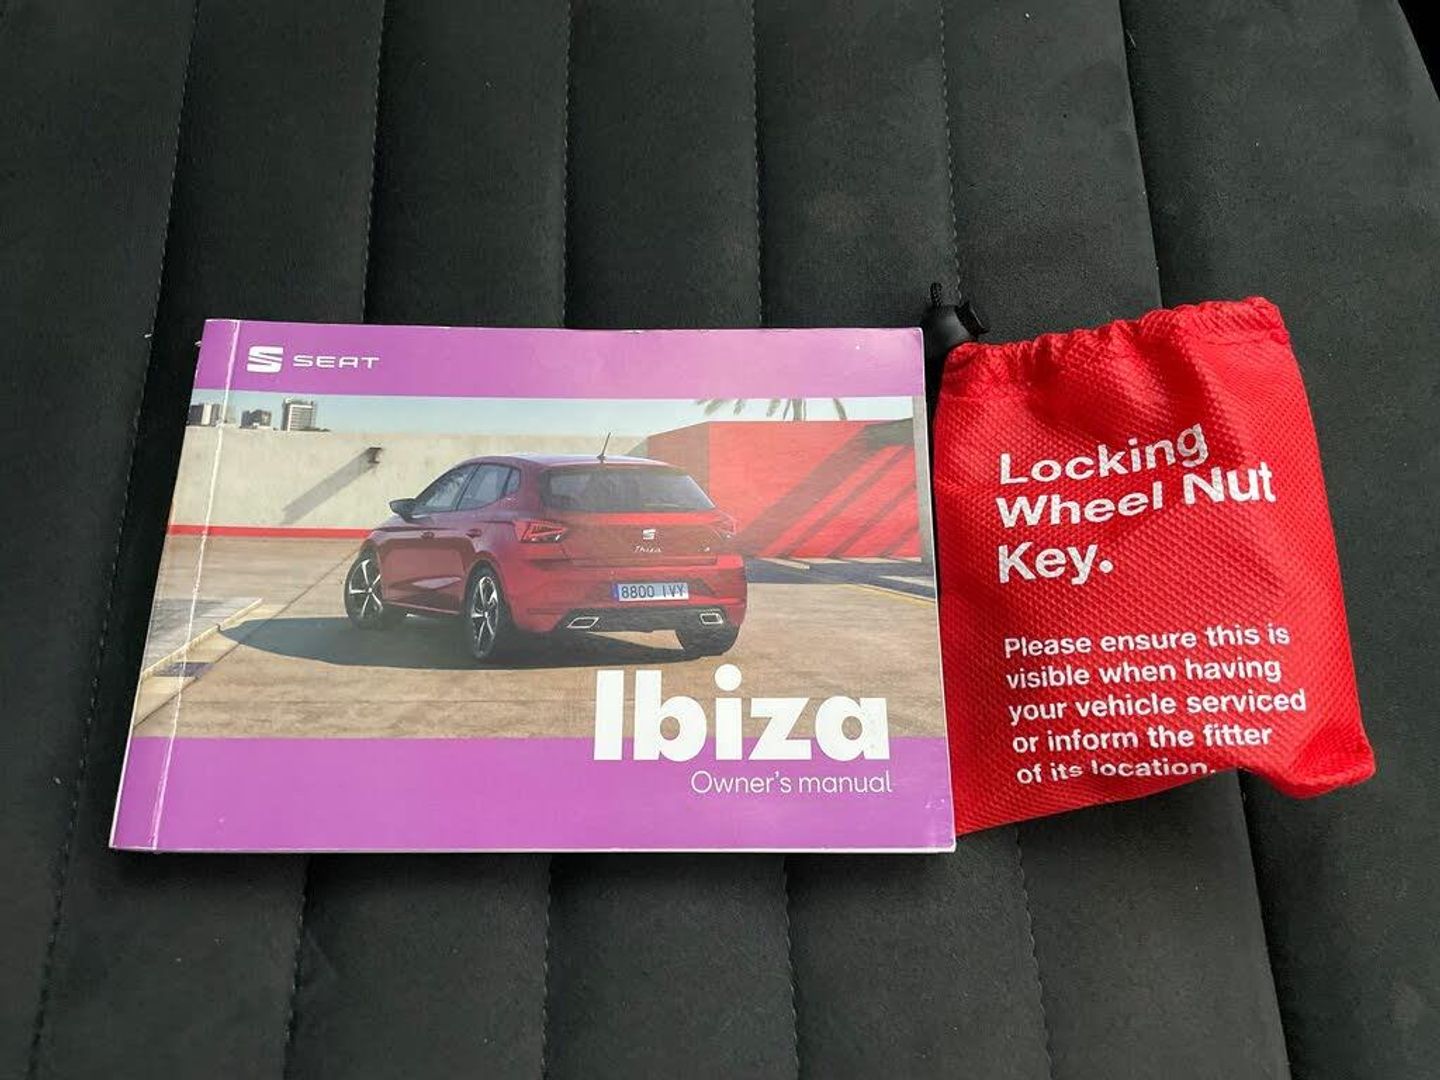 SEAT
Ibiza
8800 IVY
Ibiza
Owner's manual
Locking
Wheel Nut
Key.
Please ensure this is
visible when having
your vehicle serviced
or inform the fitter
of its location.